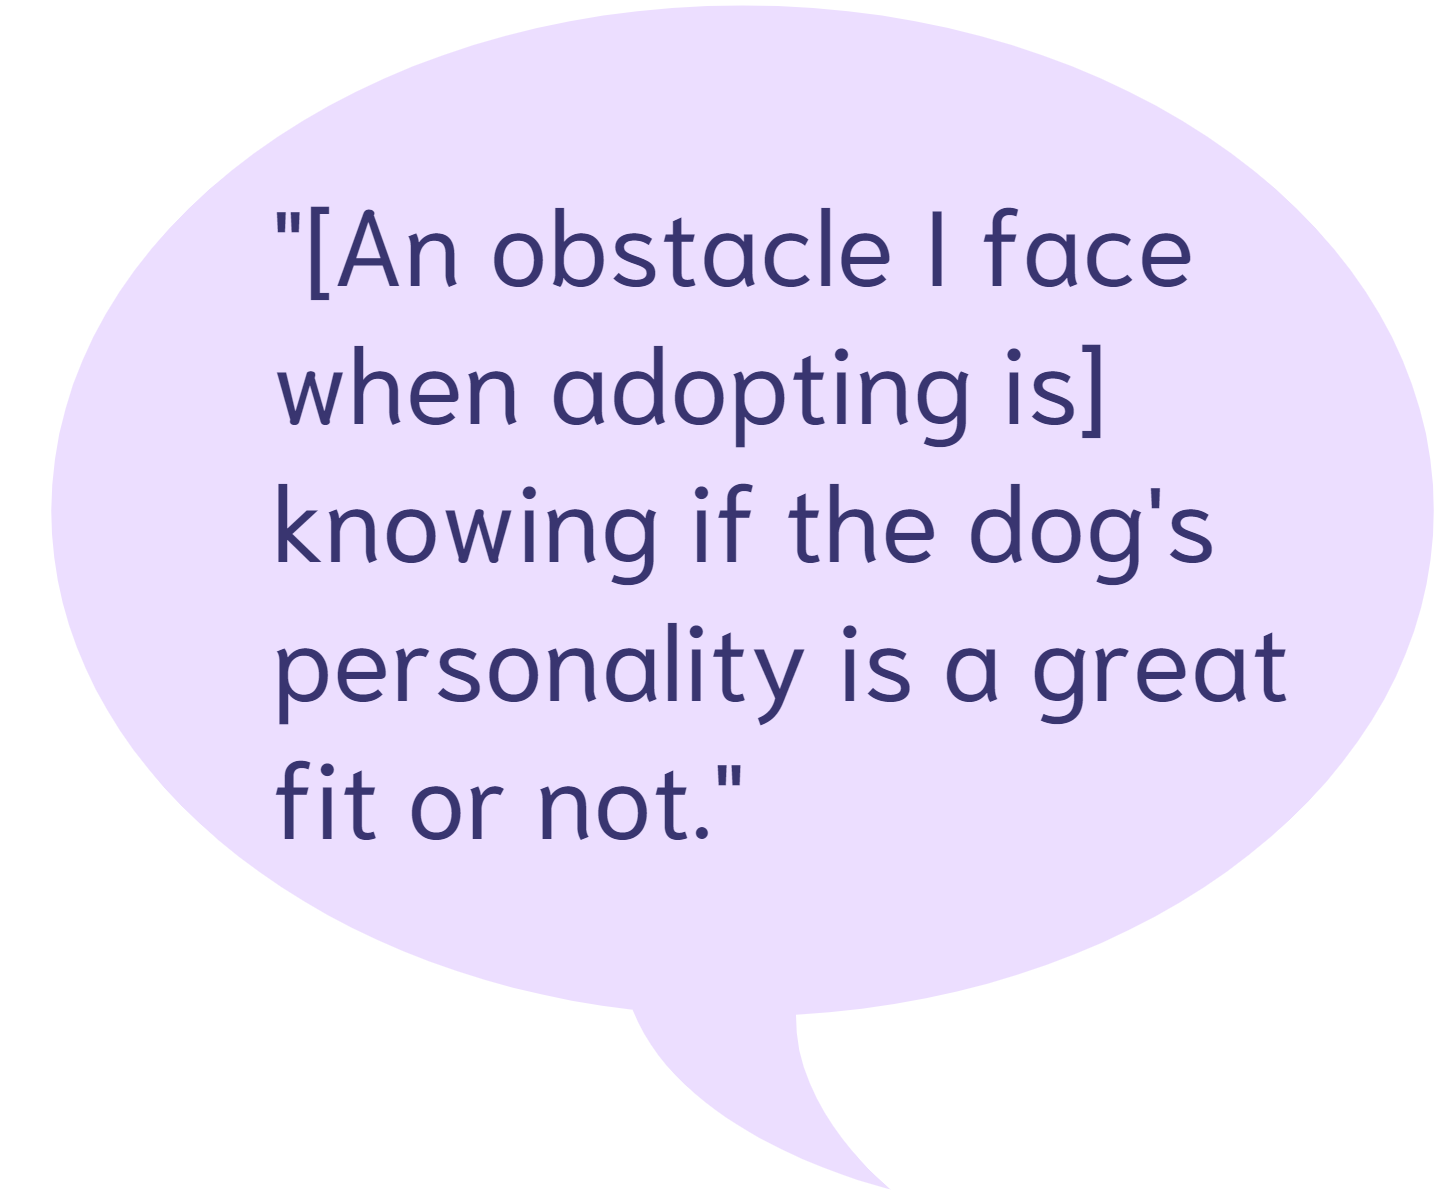 "[An obstacle I face
when adopting is]
knowing if the dog's
personality is a great
fit or not."